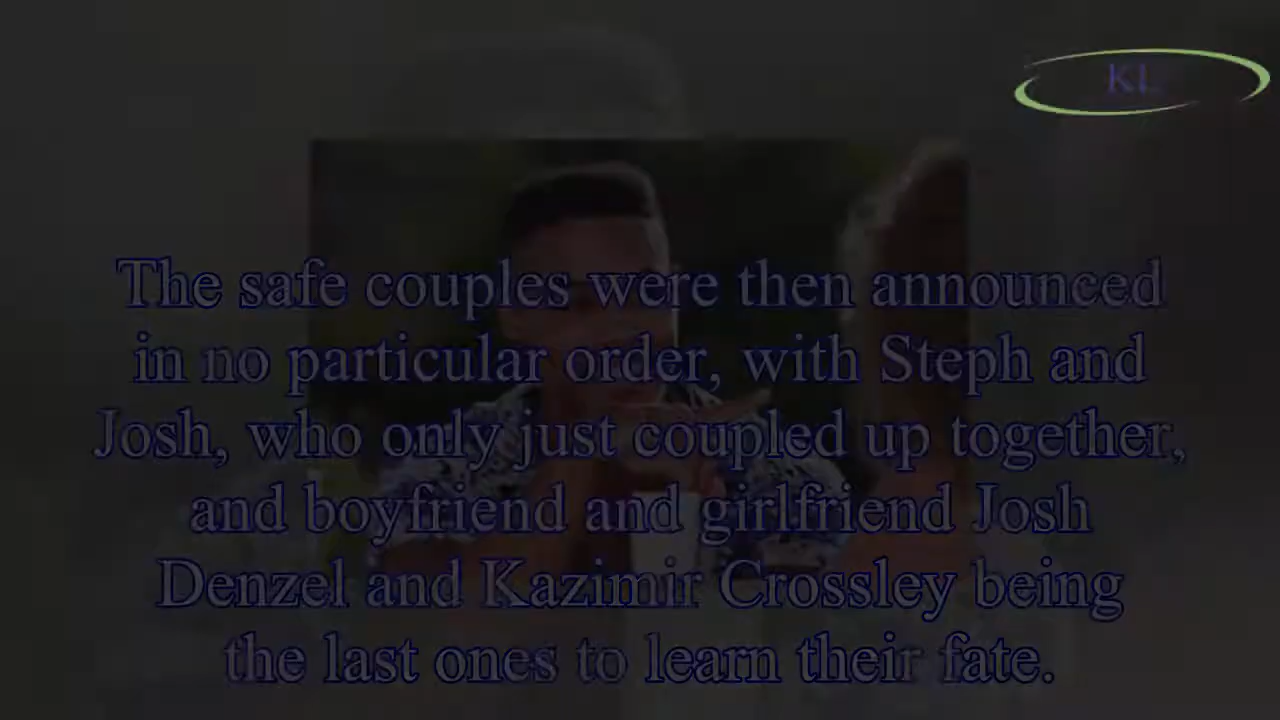 KL
The safe couples were then announced
in no particular order, with Steph and
Josh, who only just coupled up together,
and boyfriend and girlfriend Josh
Denzel and Kazimir Crossley being
the last ones to learn their fate.